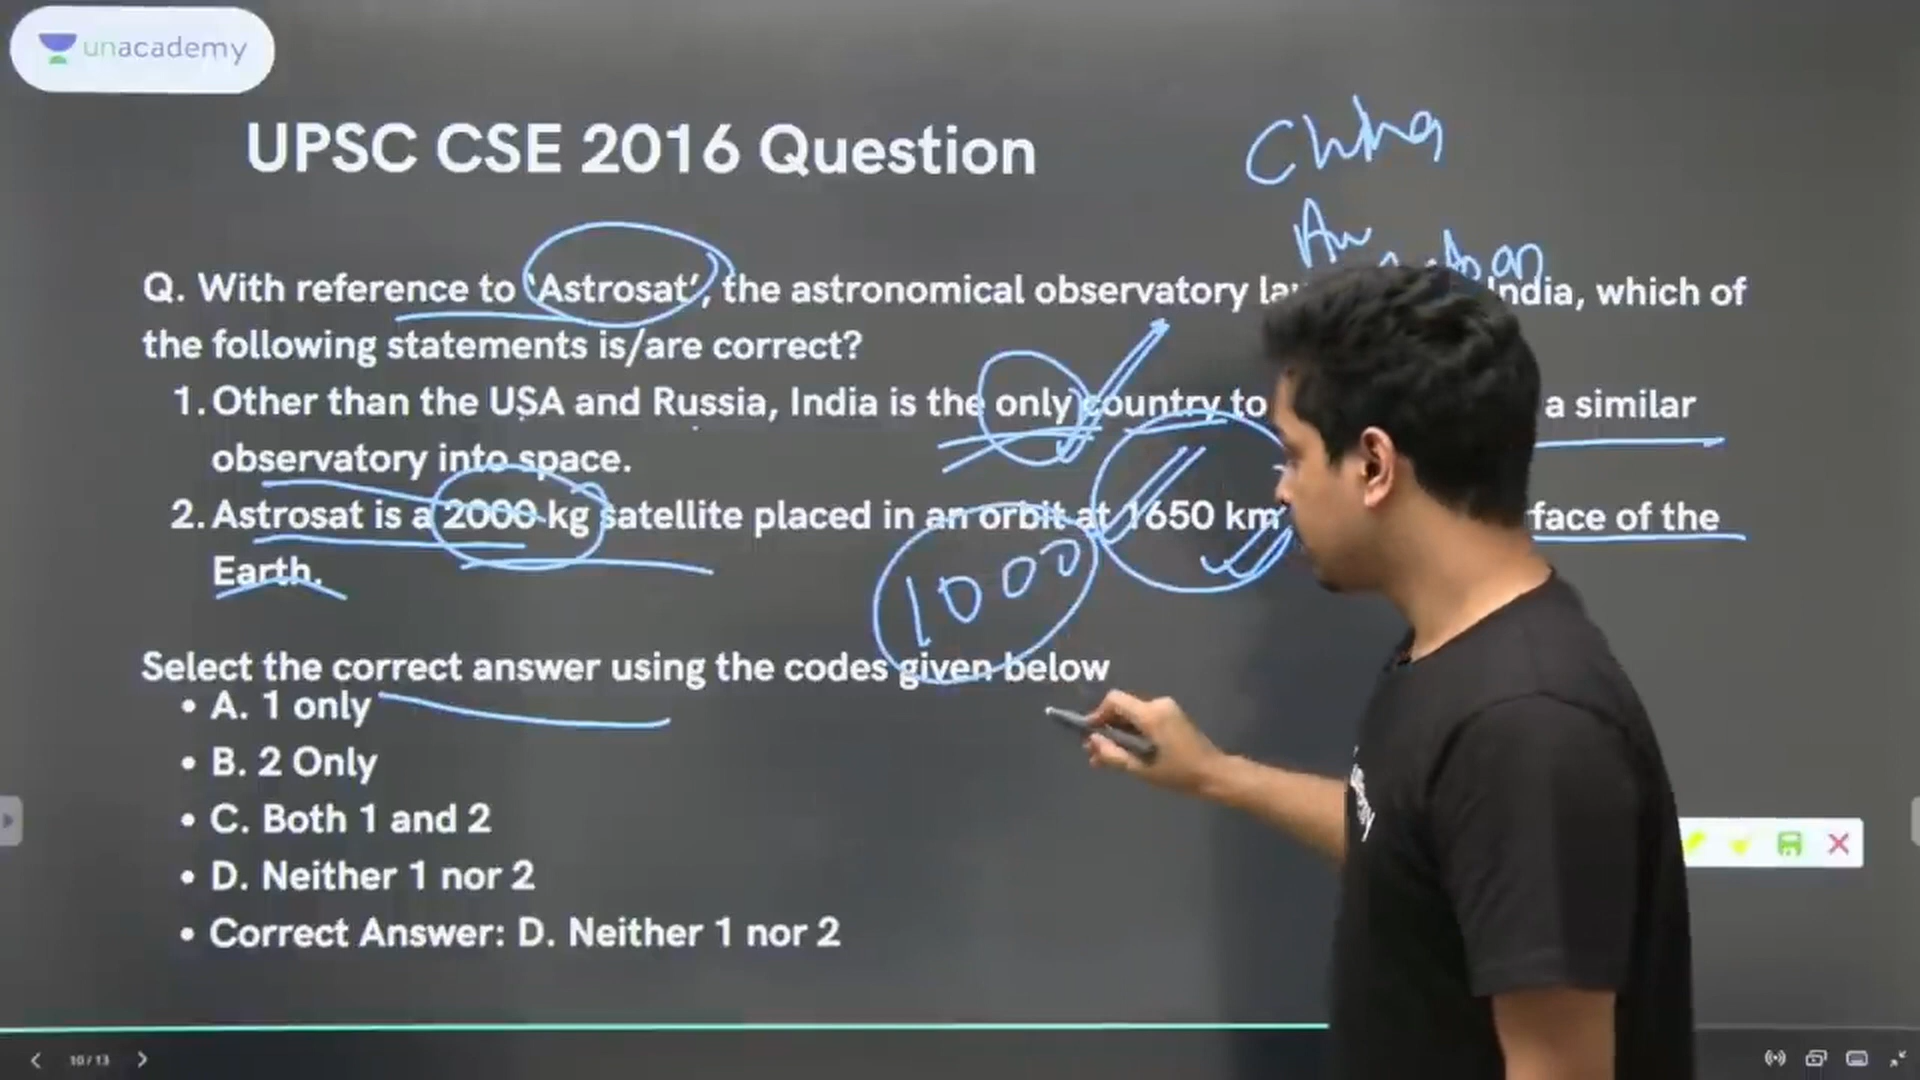 unacademy
UPSC CSE 2016 Question
Q. With reference to 'Astrosat', the astronomical observatory India, which of
the following statements is/are correct?
1. Other than the USA and Russia, India is the only country to a similar
observatory into space.
2. Astrosat is a 2000 kg satellite placed in an orbit at 1650 km face of the
Earth.
1000
Select the correct answer using the codes given below
• A. 1 only
• B. 2 Only
• C. Both 1 and 2
• D. Neither 1 nor 2
• Correct Answer: D. Neither 1 nor 2
10/13